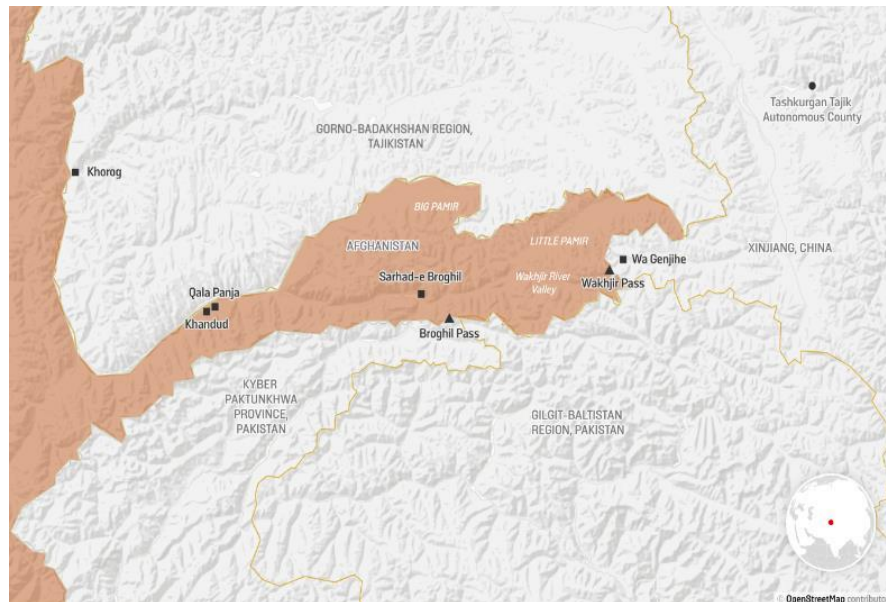 Tashkurgan Tajik
Autonomous County
GORNO-BADAKHSHAN REGION,
TAJIKISTAN
Khorog
BIG PAMIR
AFGHANISTAN
LITTLE PAMIR
XINJIANG, CHINA
Wa Genjihe
Sarhad-e Broghil
Wakhjir River
Valley
Wakhjir Pass
Qala Panja
Khandud
Broghil Pass
KYBER
PAKTUNKHWA
PROVINCE,
PAKISTAN
GILGIT-BALTISTAN
REGION, PAKISTAN
© OpenStreetMap contributo